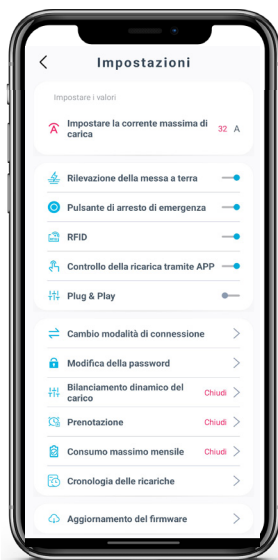 Impostazioni
Impostare i valori
Impostare la corrente massima di
carica
32 A
Rilevazione della messa a terra
Pulsante di arresto di emergenza
RFID
Controllo della ricarica tramite APP
Plug & Play
Cambio modalità di connessione
Modifica della password
Bilanciamento dinamico del
carico
Chiudi
Prenotazione
Chiudi
Consumo massimo mensile
Chiudi
Cronologia delle ricariche
Aggiornamento del firmware